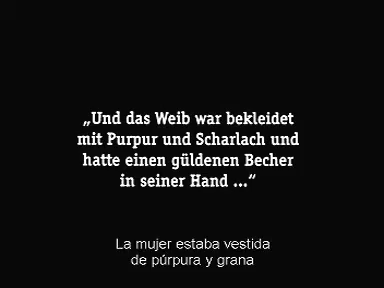 „Und das Weib war bekleidet
mit Purpur und Scharlach und
hatte einen güldenen Becher
in seiner Hand ...“
La mujer estaba vestida
de púrpura y grana